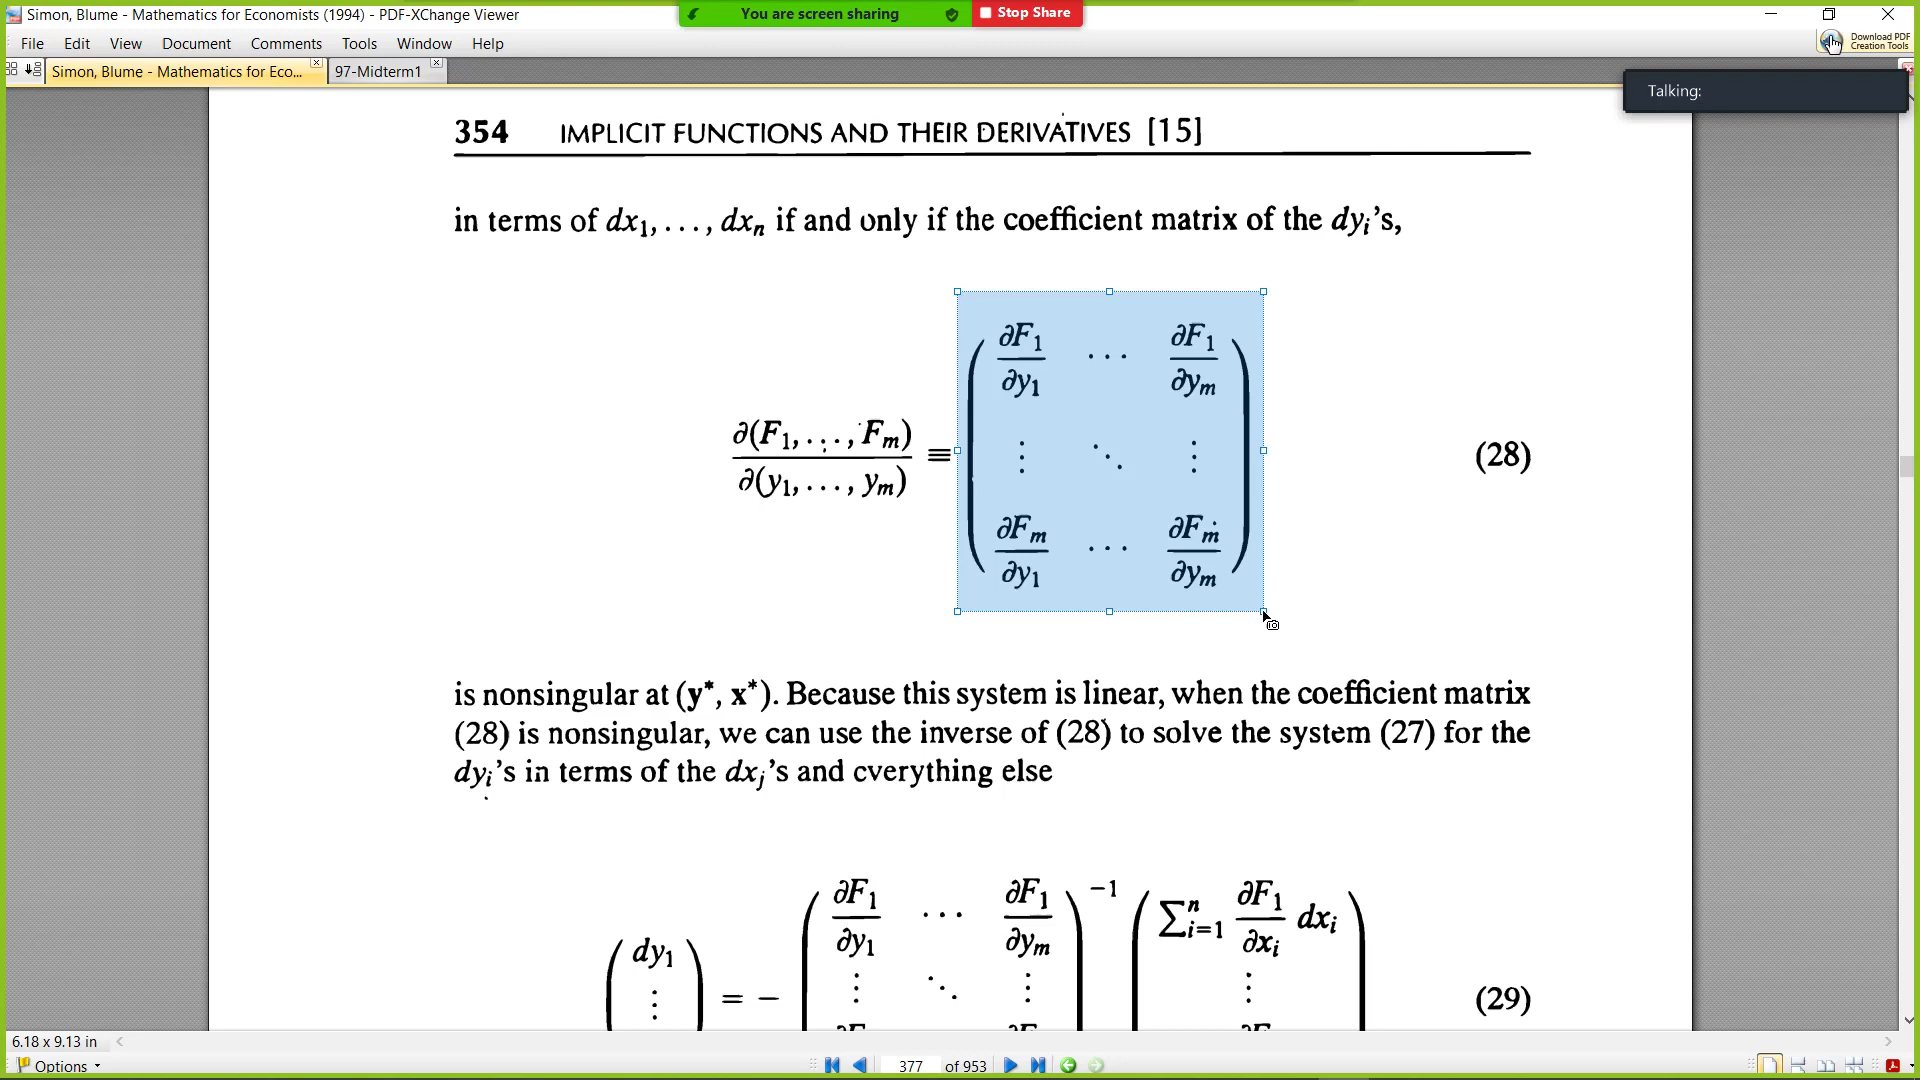 Simon, Blume - Mathematics for Economists (1994) - PDF-XChange Viewer
You are screen sharing
Stop Share
File Edit View Document Comments Tools Window Help
Download PDF
Creation Tools
Simon, Blume - Mathematics for Eco...
97-Midterm1
Talking:
354 IMPLICIT FUNCTIONS AND THEIR DERIVATIVES [15]
in terms of dx₁, . . . , dxₙ if and only if the coefficient matrix of the dyᵢ's,
∂F₁/∂y₁ · · · ∂F₁/∂yₘ
∂(F₁, . . . , Fₘ)/∂(y₁, . . . , yₘ) ≡ ⋮ ⋱ ⋮ (28)
∂Fₘ/∂y₁ · · · ∂Fₘ/∂yₘ
is nonsingular at (y*, x*). Because this system is linear, when the coefficient matrix
(28) is nonsingular, we can use the inverse of (28) to solve the system (27) for the
dyᵢ's in terms of the dxⱼ's and cverything else
∂F₁/∂y₁ · · · ∂F₁/∂yₘ −1 ∑ⁿᵢ₌₁ ∂F₁/∂xᵢ dxᵢ
dy₁
⋮ = − ⋮ ⋱ ⋮ ⋮ (29)
6.18 x 9.13 in
Options
377 of 953